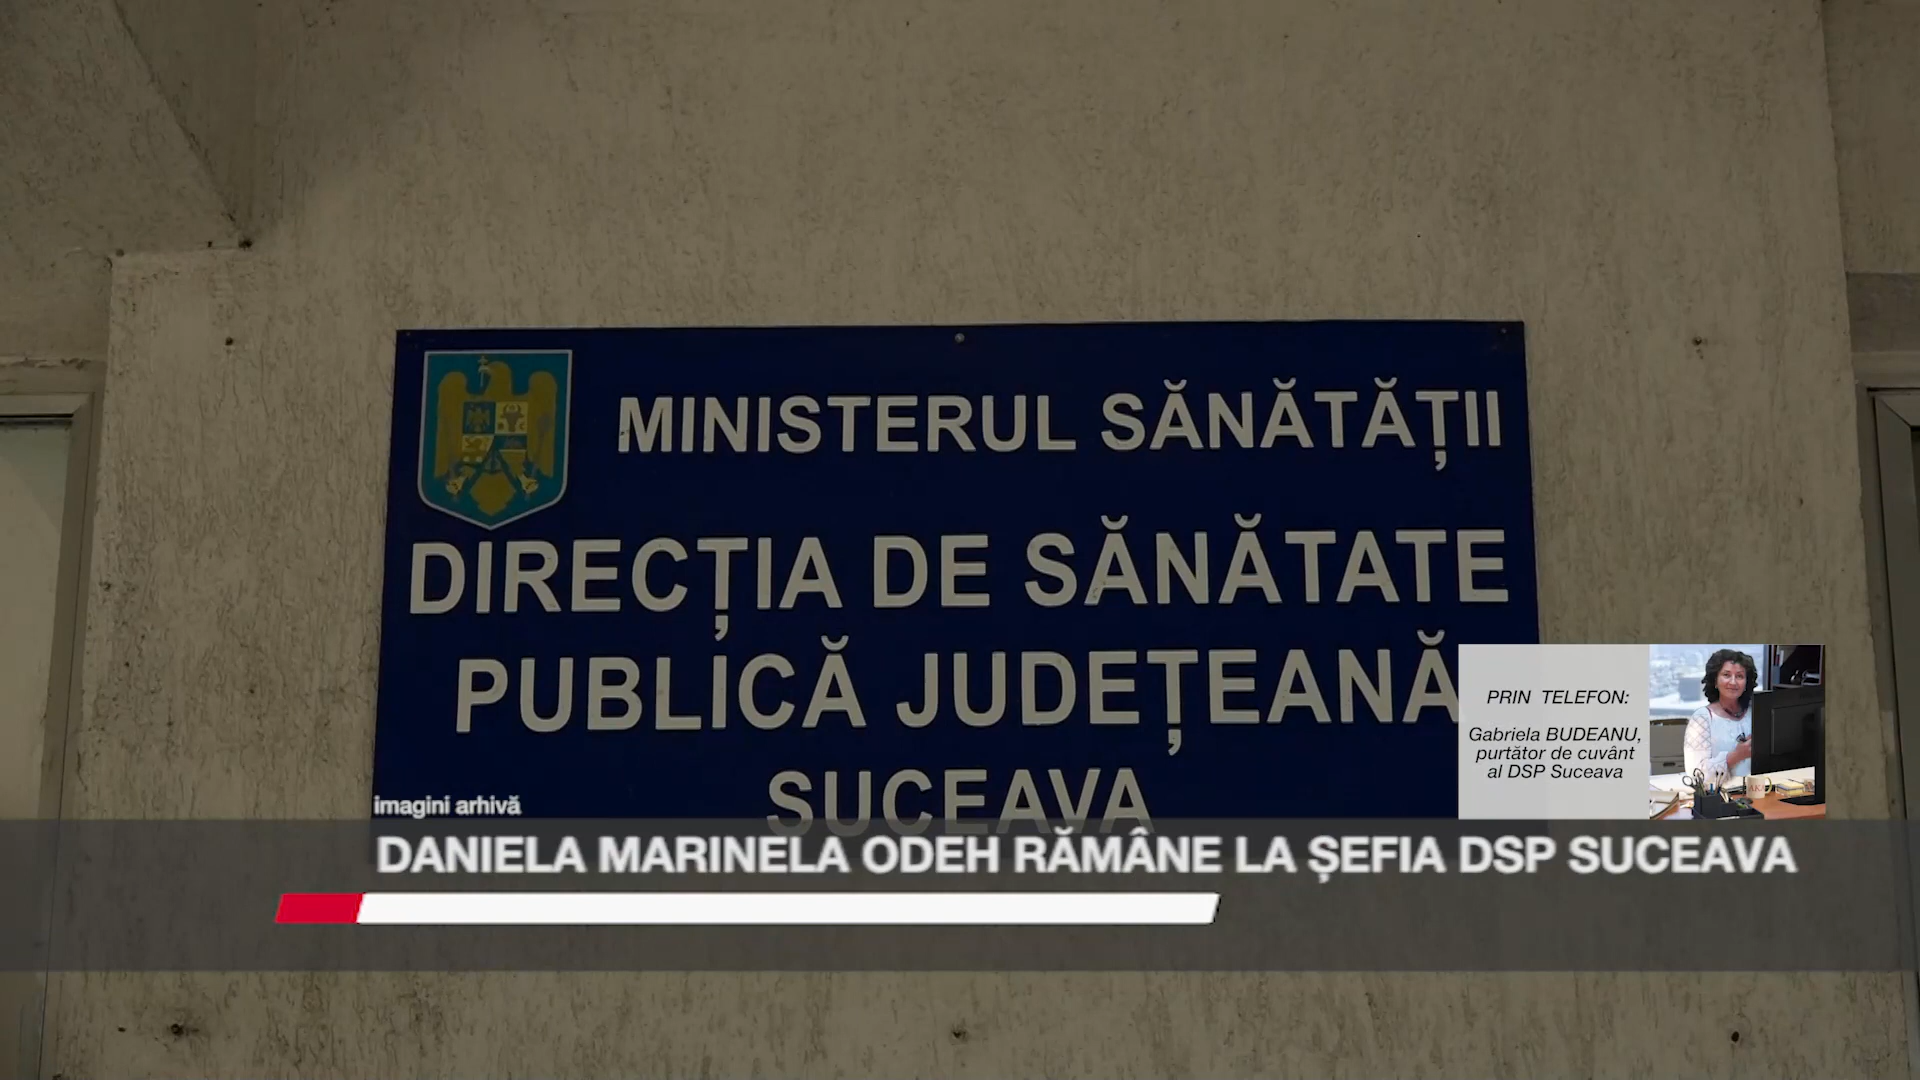 MINISTERUL SĂNĂTĂȚII
DIRECȚIA DE SĂNĂTATE
PUBLICĂ JUDEȚEANĂ
SUCEAVA
PRIN TELEFON:
Gabriela BUDEANU,
purtător de cuvânt
al DSP Suceava
imagini arhivă
DANIELA MARINELA ODEH RĂMÂNE LA ȘEFIA DSP SUCEAVA